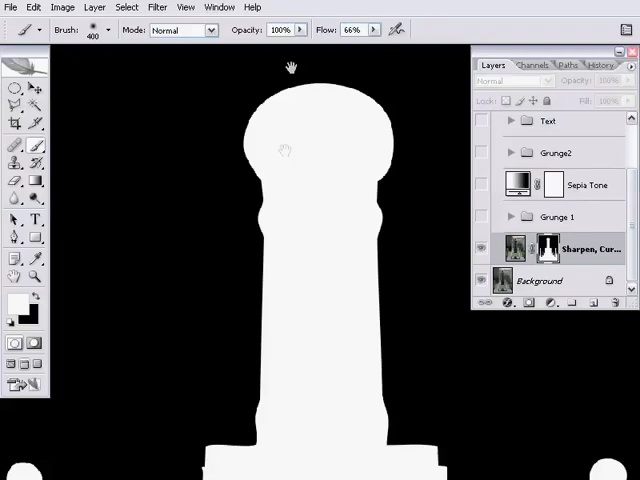 File Edit Image Layer Select Filter View Window Help
Brush: 400 Mode: Normal Opacity: 100% Flow: 66%
Layers Channels Paths History
Normal Opacity: 100%
Lock: Fill: 100%
Text
Grunge2
Sepia Tone
Grunge 1
Sharpen, Cur...
Background
T